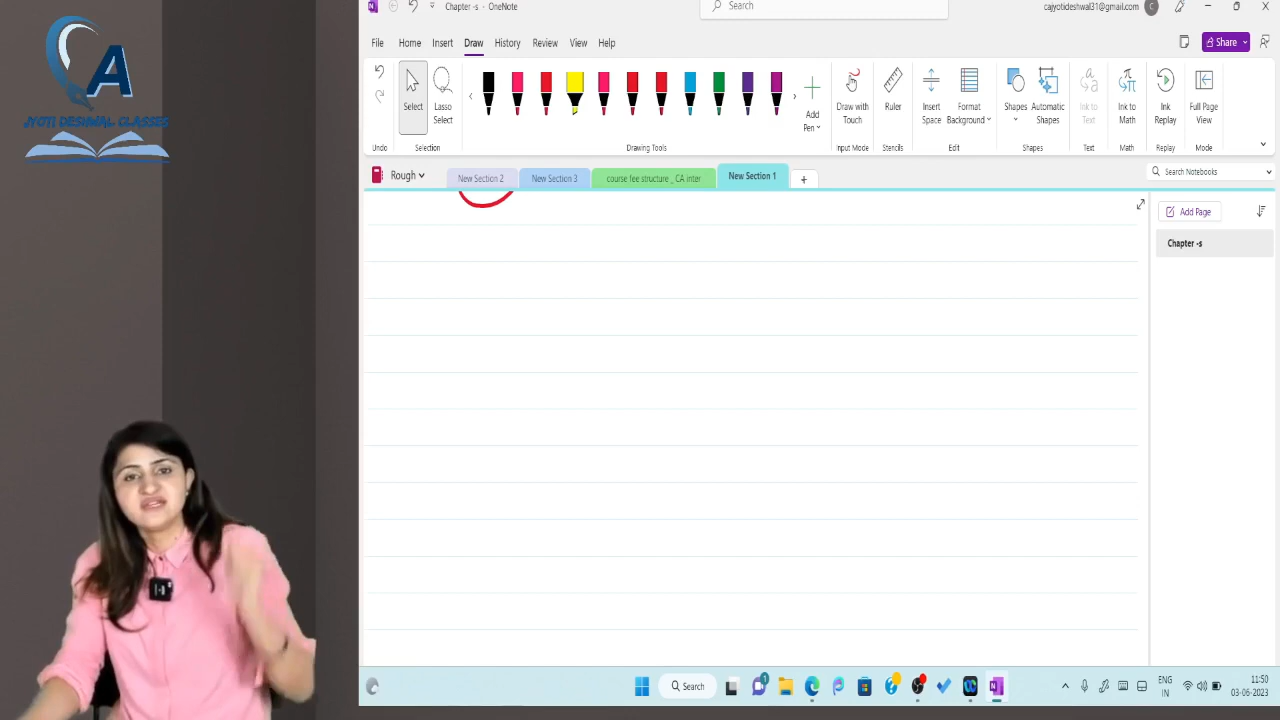 A
JYOTI DESHWAL CLASSES
Chapter -s - OneNote
Search
cajyotideshwal31@gmail.com
C
File
Home
Insert
Draw
History
Review
View
Help
Share
Select
Lasso
Select
Add
Pen
Draw with
Touch
Ruler
Insert
Space
Format
Background
Shapes
Automatic
Shapes
Ink to
Text
Ink to
Math
Ink
Replay
Full Page
View
Undo
Selection
Drawing Tools
Input Mode
Stencils
Edit
Shapes
Text
Math
Replay
Mode
Rough
New Section 2
New Section 3
course fee structure _ CA inter
New Section 1
+
Search Notebooks
Add Page
Chapter -s
Search
1
ENG
IN
11:50
03-06-2023